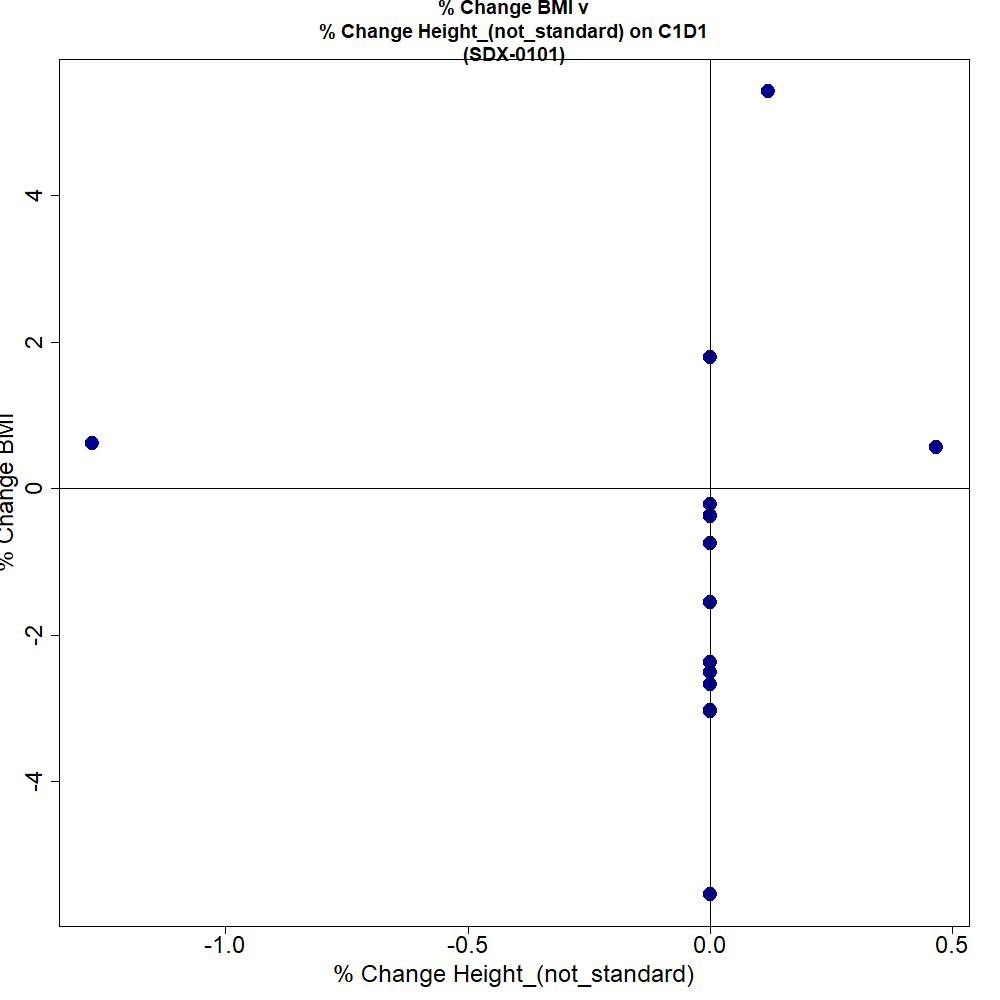 % Change BMI v
% Change Height_(not_standard) on C1D1
(SDX-0101)
% Change BMI
4
2
0
-2
-4
-1.0
-0.5
0.0
0.5
% Change Height_(not_standard)